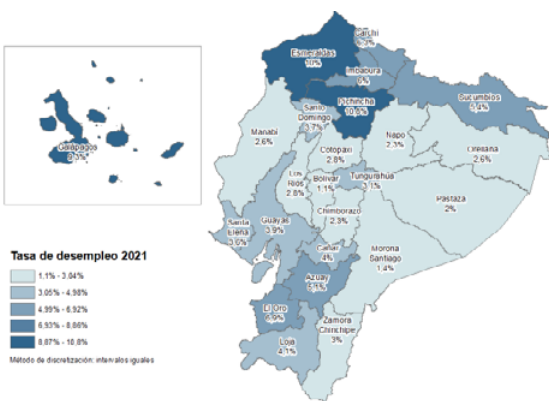 Carchi
Esmeraldas
10%
Imbabura
6%
Pichincha
Sucumbíos
5.4%
Santo
Domingo
3.7%
Galápagos
Manabí
2.6%
Cotopaxi
2.8%
Napo
2.3%
Orellana
2.6%
Los
Ríos
2.8%
Bolívar
1.1%
Tungurahua
3.1%
Pastaza
2%
Chimborazo
2.3%
Santa
Elena
3.6%
Guayas
3.9%
Cañar
4%
Morona
Santiago
1.4%
Azuay
El Oro
6.9%
Zamora
Chinchipe
3%
Loja
4.1%
Tasa de desempleo 2021
1.1% - 3.04%
3.05% - 4.98%
4.99% - 6.92%
6.93% - 8.86%
8.87% - 10.8%
Método de discretización: intervalos iguales